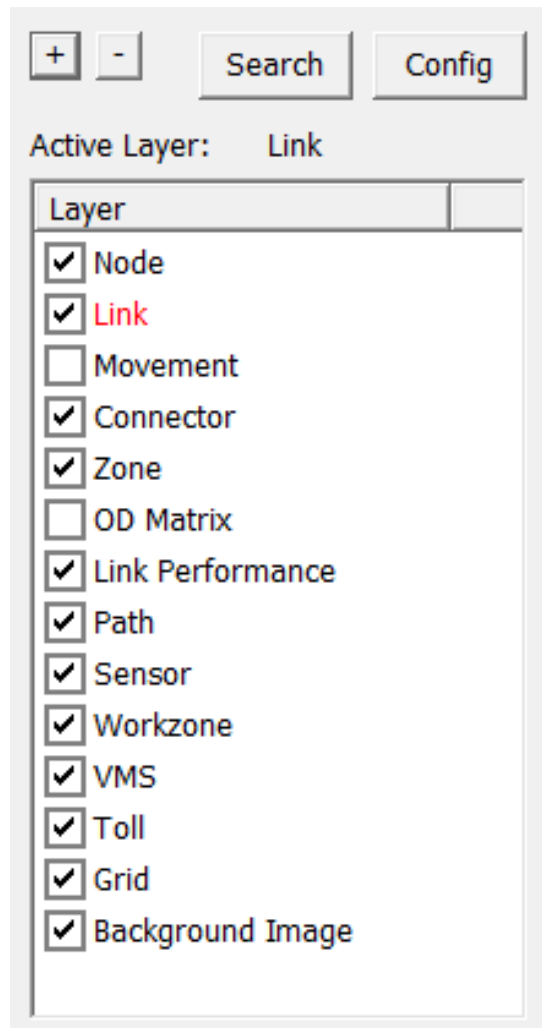 + - Search Config
Active Layer: Link
Layer
Node
Link
Movement
Connector
Zone
OD Matrix
Link Performance
Path
Sensor
Workzone
VMS
Toll
Grid
Background Image